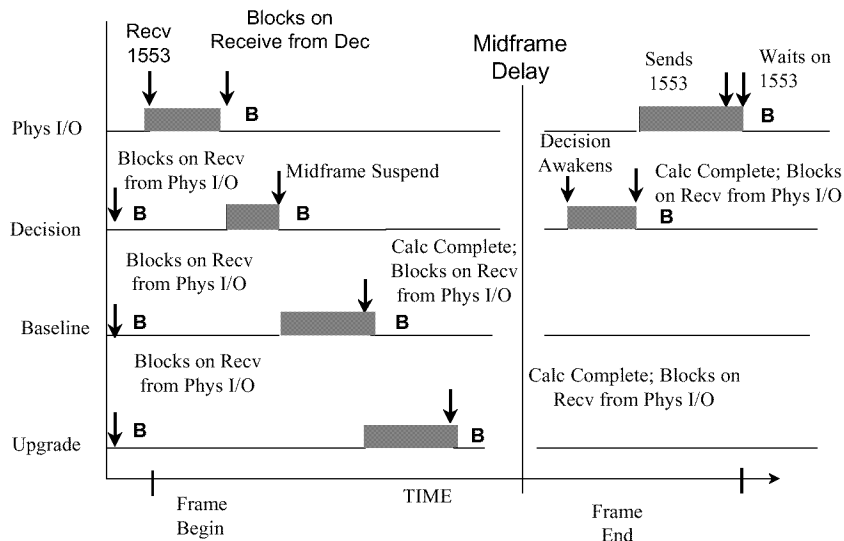 Recv
1553
Blocks on
Receive from Dec
Midframe
Delay
Sends
1553
Waits on
1553
Phys I/O
B
B
Blocks on Recv
from Phys I/O
Midframe Suspend
Decision
Awakens
Calc Complete; Blocks
on Recv from Phys I/O
Decision
B
B
B
Blocks on Recv
from Phys I/O
Calc Complete;
Blocks on Recv
from Phys I/O
Baseline
B
B
Blocks on Recv
from Phys I/O
Calc Complete; Blocks on
Recv from Phys I/O
Upgrade
B
B
Frame
Begin
TIME
Frame
End